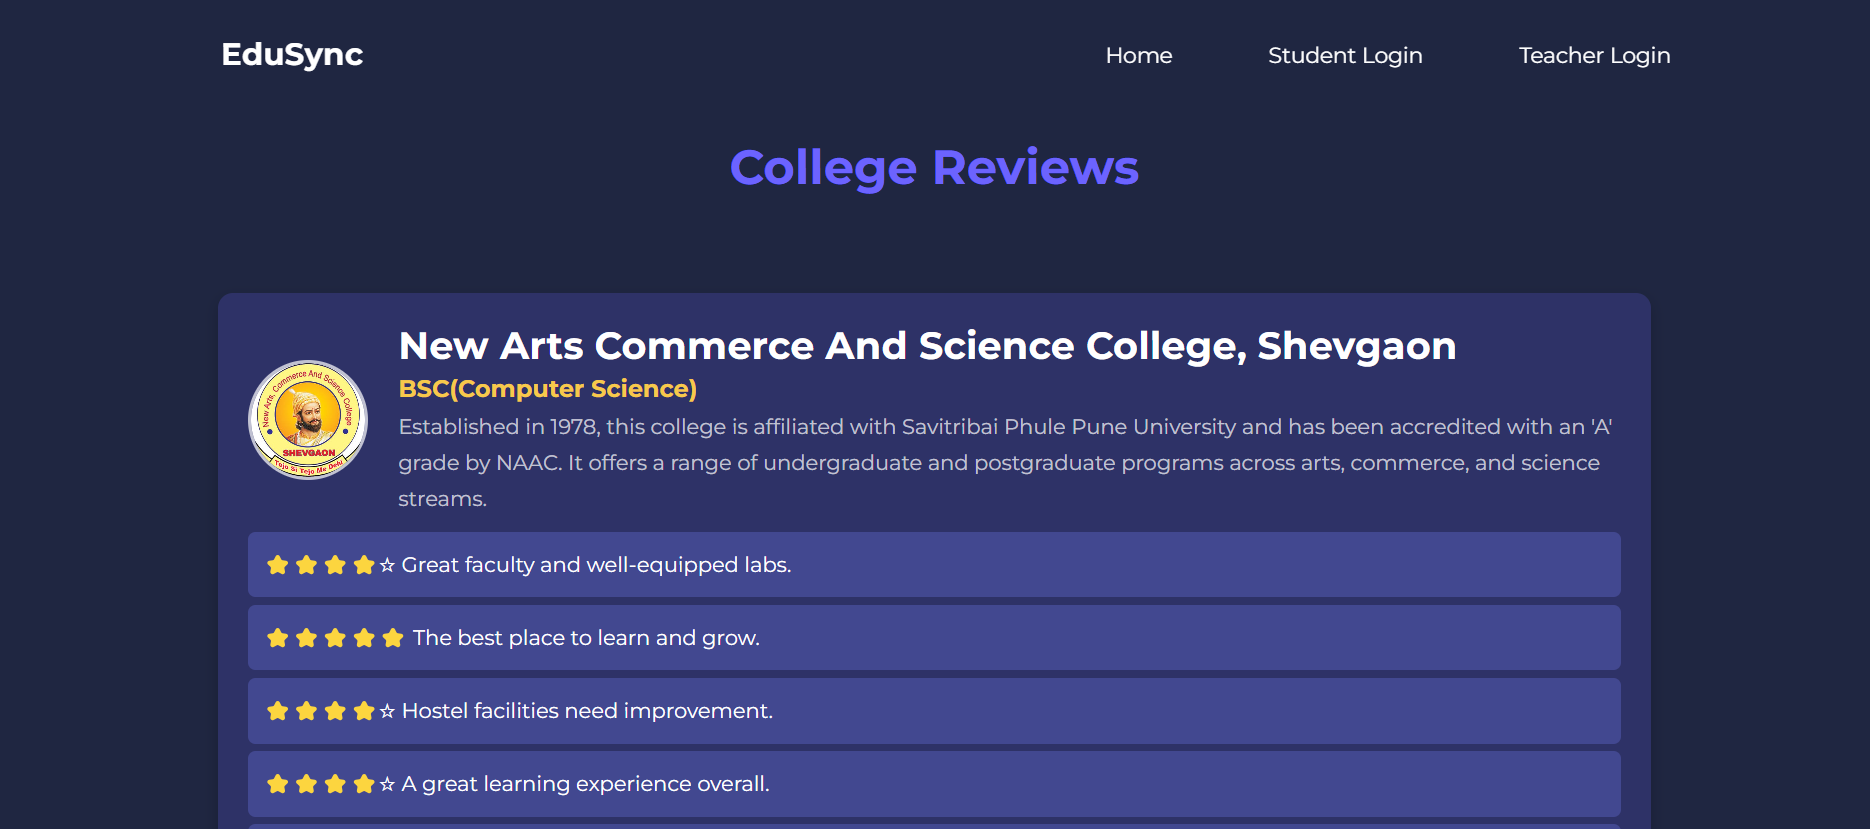 EduSync
Home
Student Login
Teacher Login
College Reviews
New Arts, Commerce And Science College
SHEVGAON
New Arts Commerce And Science College, Shevgaon
BSC(Computer Science)
Established in 1978, this college is affiliated with Savitribai Phule Pune University and has been accredited with an 'A'
grade by NAAC. It offers a range of undergraduate and postgraduate programs across arts, commerce, and science
streams.
⭐⭐⭐⭐☆ Great faculty and well-equipped labs.
⭐⭐⭐⭐⭐ The best place to learn and grow.
⭐⭐⭐⭐☆ Hostel facilities need improvement.
⭐⭐⭐⭐☆ A great learning experience overall.